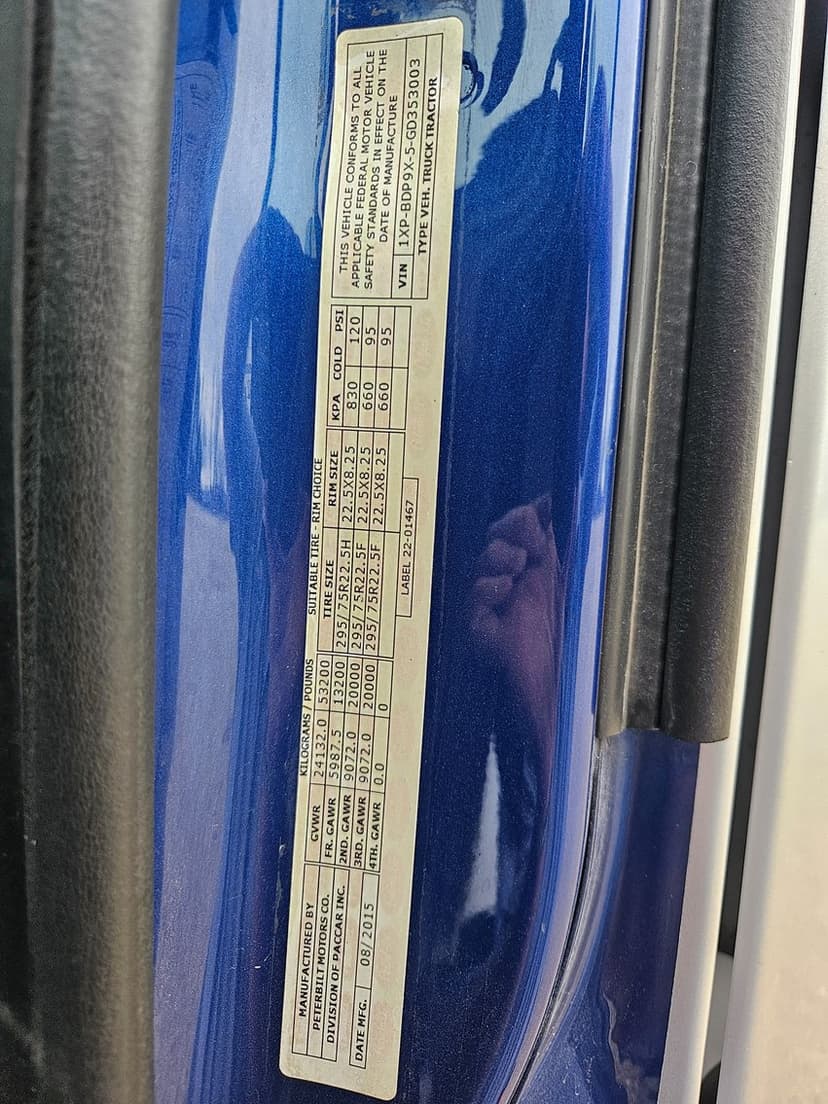 MANUFACTURED BY
PETERBILT MOTORS CO.
DIVISION OF PACCAR INC.
DATE MFG. 08/2015
KILOGRAMS / POUNDS
GVWR 24132.0 53200
FR. GAWR 5987.5 13200
2ND. GAWR 9072.0 20000
3RD. GAWR 9072.0 20000
4TH. GAWR 0.0 0
SUITABLE TIRE - RIM CHOICE
TIRE SIZE RIM SIZE KPA COLD PSI
295/75R22.5H 22.5X8.25 830 120
295/75R22.5F 22.5X8.25 660 95
295/75R22.5F 22.5X8.25 660 95
LABEL 22-01467
THIS VEHICLE CONFORMS TO ALL
APPLICABLE FEDERAL MOTOR VEHICLE
SAFETY STANDARDS IN EFFECT ON THE
DATE OF MANUFACTURE
VIN 1XP-BDP9X-5-GD353003
TYPE VEH. TRUCK TRACTOR